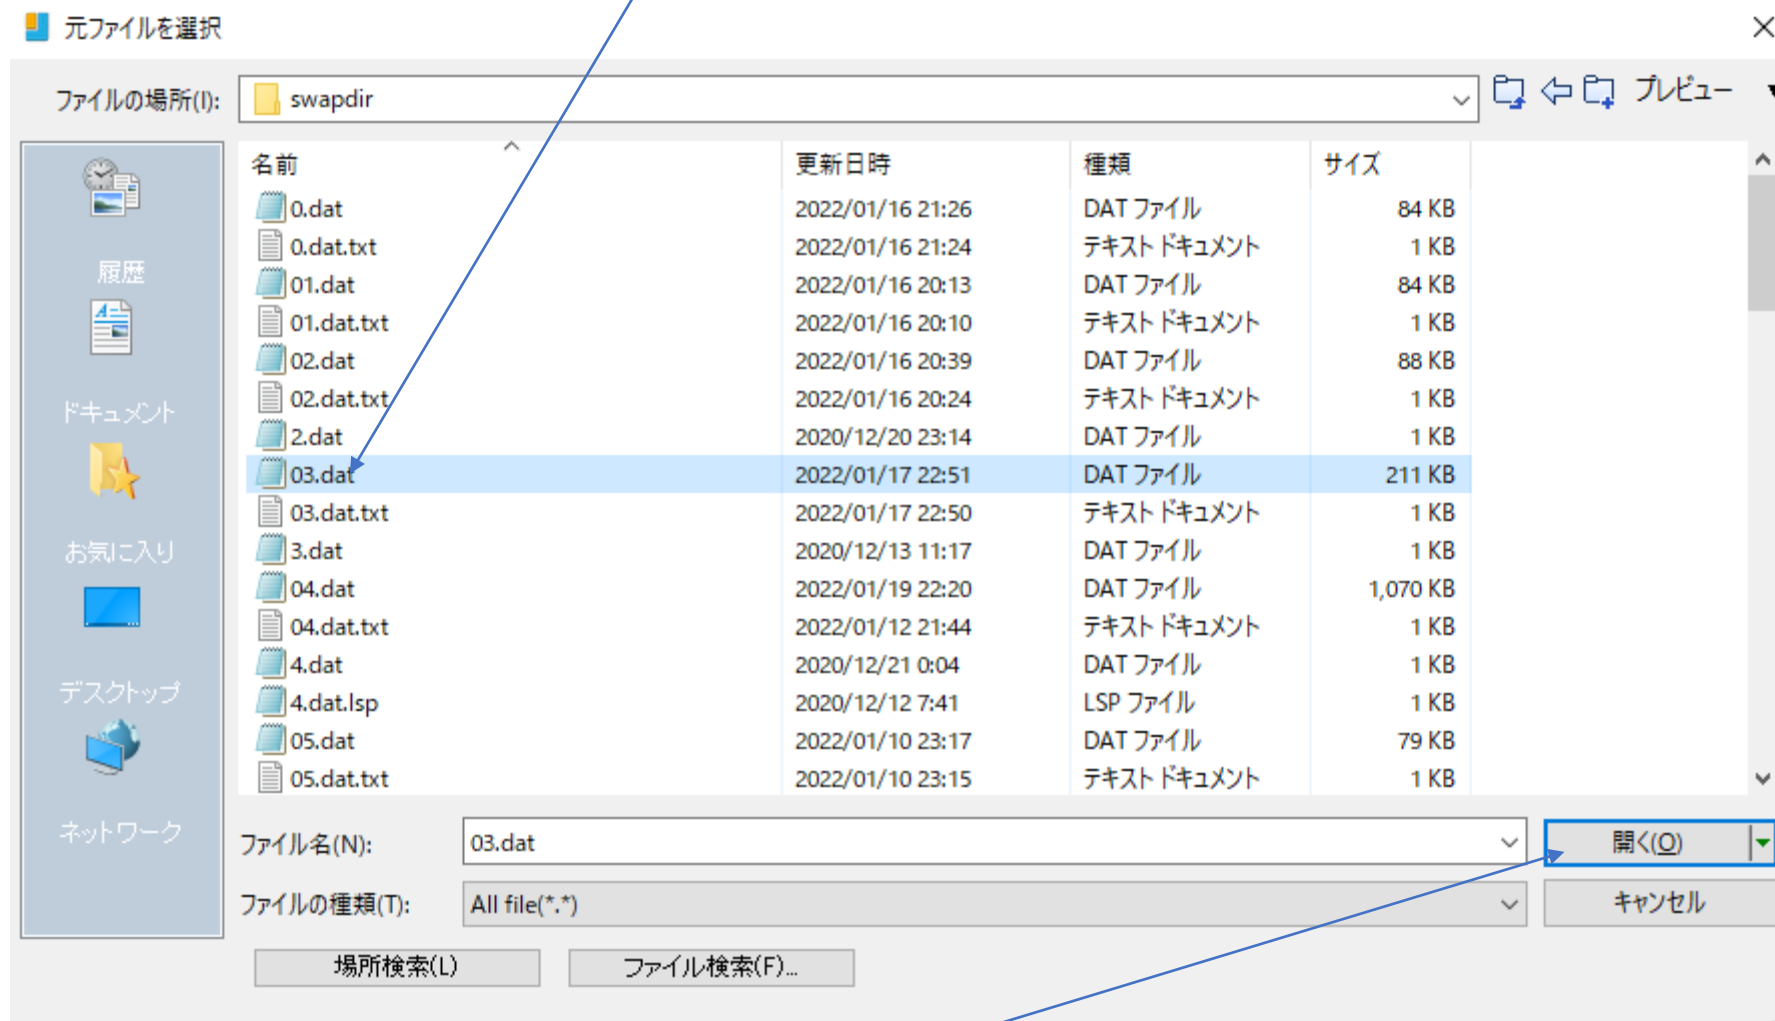 元ファイルを選択
ファイルの場所(I): swapdir プレビュー
名前 更新日時 種類 サイズ
0.dat 2022/01/16 21:26 DAT ファイル 84 KB
0.dat.txt 2022/01/16 21:24 テキスト ドキュメント 1 KB
01.dat 2022/01/16 20:13 DAT ファイル 84 KB
01.dat.txt 2022/01/16 20:10 テキスト ドキュメント 1 KB
02.dat 2022/01/16 20:39 DAT ファイル 88 KB
02.dat.txt 2022/01/16 20:24 テキスト ドキュメント 1 KB
2.dat 2020/12/20 23:14 DAT ファイル 1 KB
03.dat 2022/01/17 22:51 DAT ファイル 211 KB
03.dat.txt 2022/01/17 22:50 テキスト ドキュメント 1 KB
3.dat 2020/12/13 11:17 DAT ファイル 1 KB
04.dat 2022/01/19 22:20 DAT ファイル 1,070 KB
04.dat.txt 2022/01/12 21:44 テキスト ドキュメント 1 KB
4.dat 2020/12/21 0:04 DAT ファイル 1 KB
4.dat.lsp 2020/12/12 7:41 LSP ファイル 1 KB
05.dat 2022/01/10 23:17 DAT ファイル 79 KB
05.dat.txt 2022/01/10 23:15 テキスト ドキュメント 1 KB
履歴
ドキュメント
お気に入り
デスクトップ
ネットワーク
ファイル名(N): 03.dat 開く(O)
ファイルの種類(T): All file(*.*) キャンセル
場所検索(L) ファイル検索(F)...